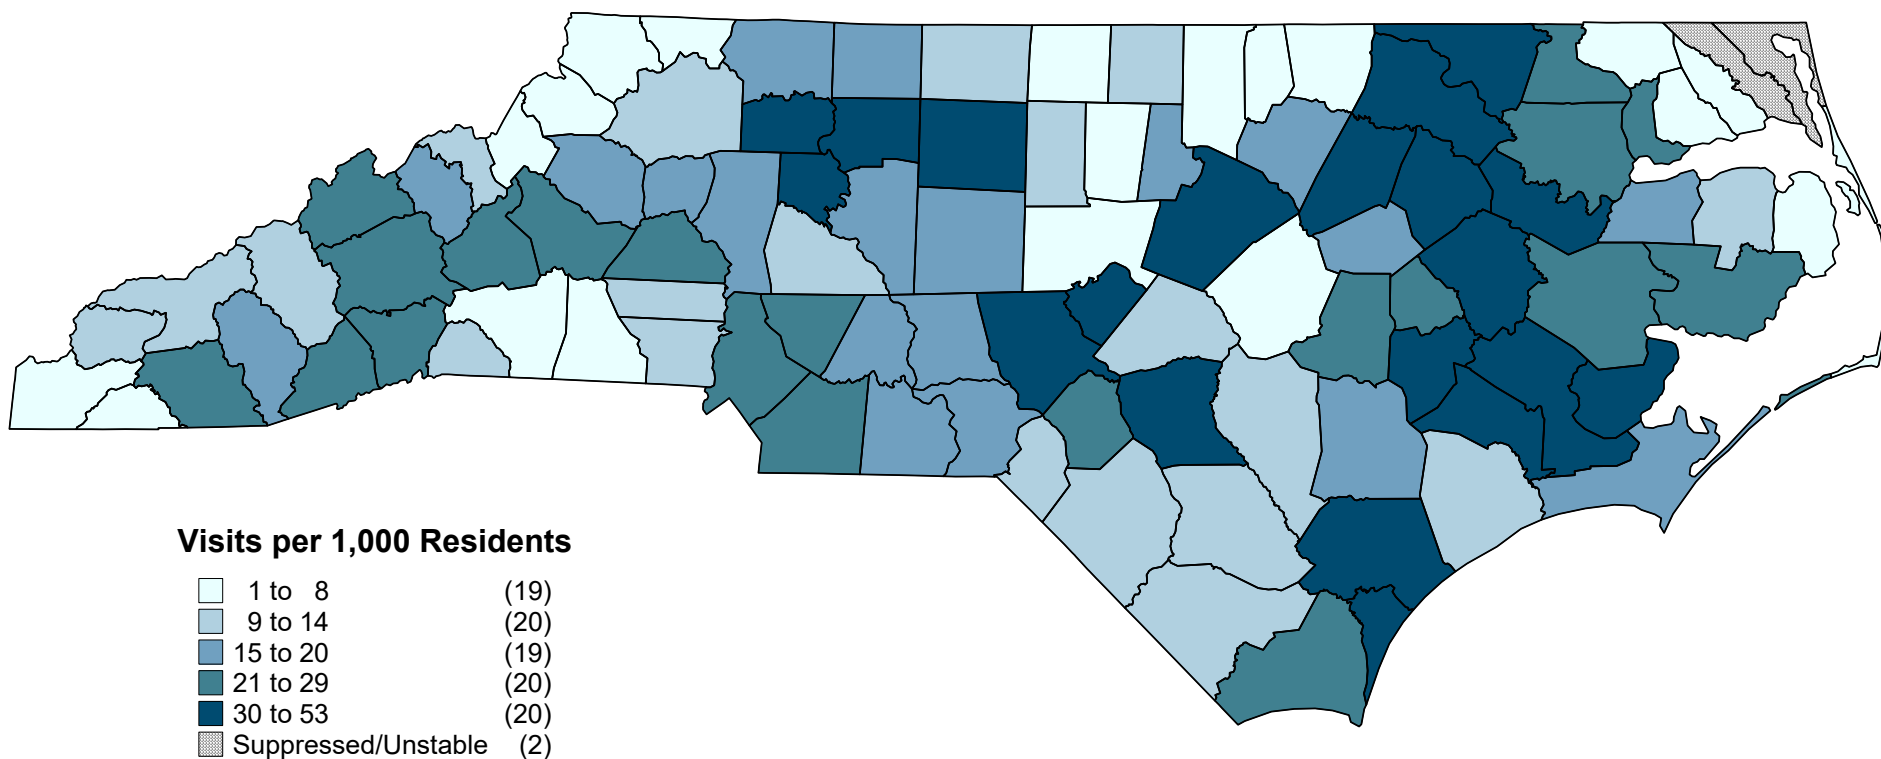 Visits per 1,000 Residents
1 to 8 (19)
9 to 14 (20)
15 to 20 (19)
21 to 29 (20)
30 to 53 (20)
Suppressed/Unstable (2)